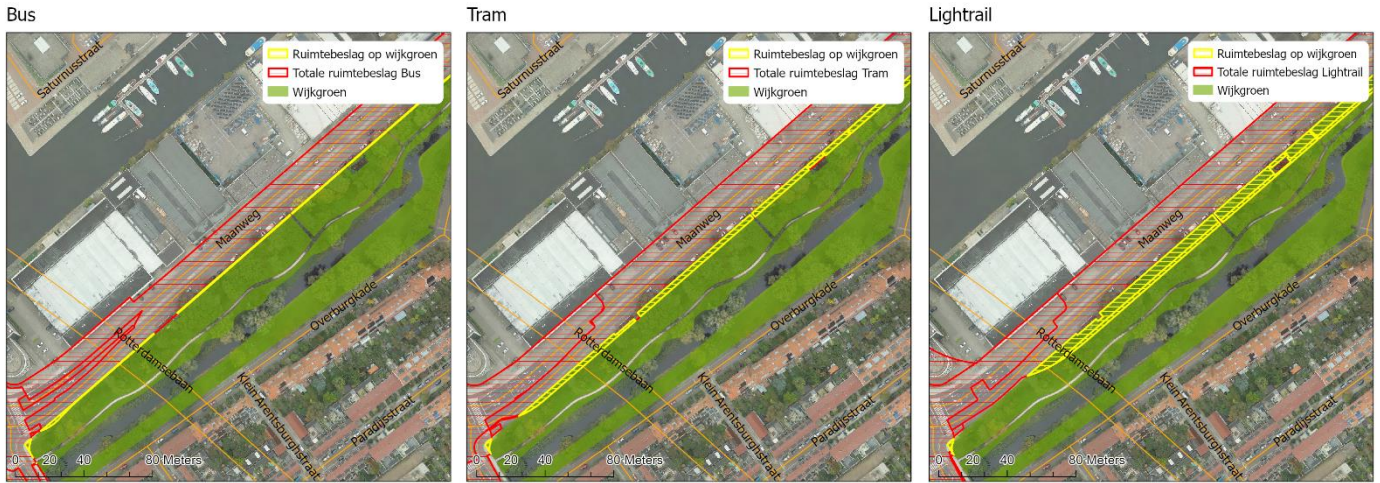 Bus
Ruimtebeslag op wijkgroen
Totale ruimtebeslag Bus
Wijkgroen
Saturnusstraat
Maanweg
Rotterdamsebaan
Overburgkade
Klein Arentsburghstraat
Paradijsstraat
0 20 40 80 Meters
Tram
Ruimtebeslag op wijkgroen
Totale ruimtebeslag Tram
Wijkgroen
Saturnusstraat
Maanweg
Rotterdamsebaan
Overburgkade
Klein Arentsburghstraat
Paradijsstraat
0 20 40 80 Meters
Lightrail
Ruimtebeslag op wijkgroen
Totale ruimtebeslag Lightrail
Wijkgroen
Saturnusstraat
Maanweg
Rotterdamsebaan
Overburgkade
Klein Arentsburghstraat
Paradijsstraat
0 20 40 80 Meters